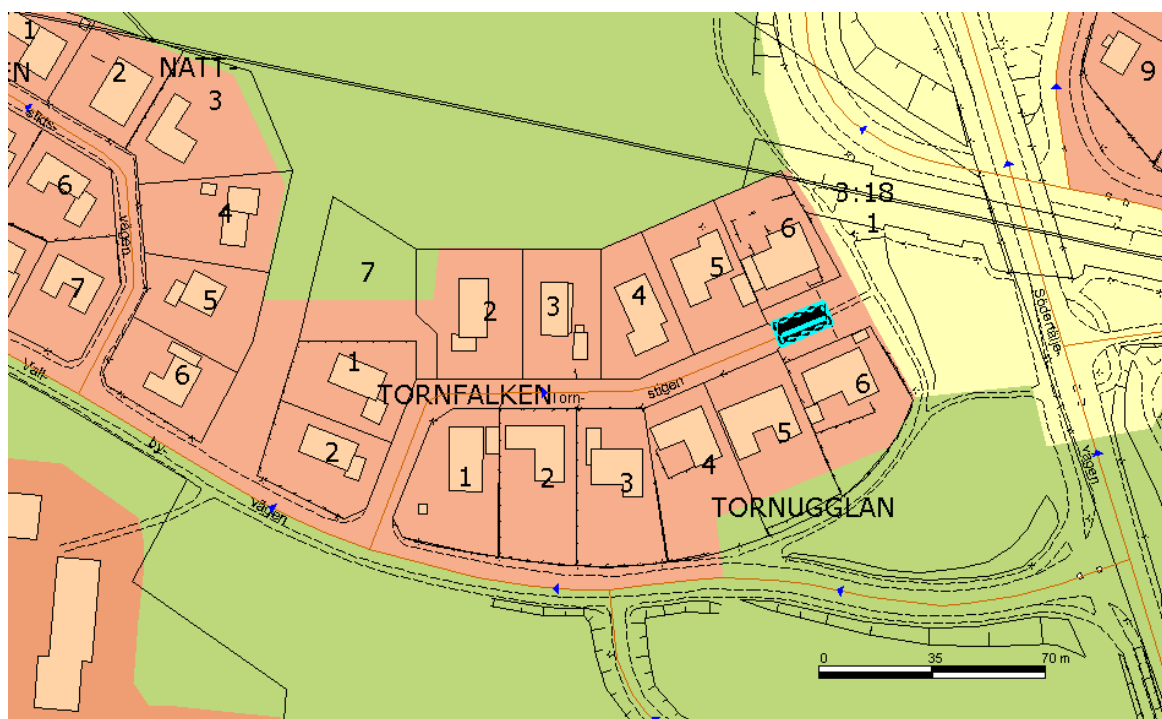 1
2
NATT-
3
EN
9
stids-
6
3:18
1
4
vägen
6
5
7
7
5
2
3
4
Södertälje-
1
6
6
TORNFALKEN
Torn-
stigen
Vall-
by-
vägen
2
1
2
3
4
5
vägen
TORNUGGLAN
0
35
70 m